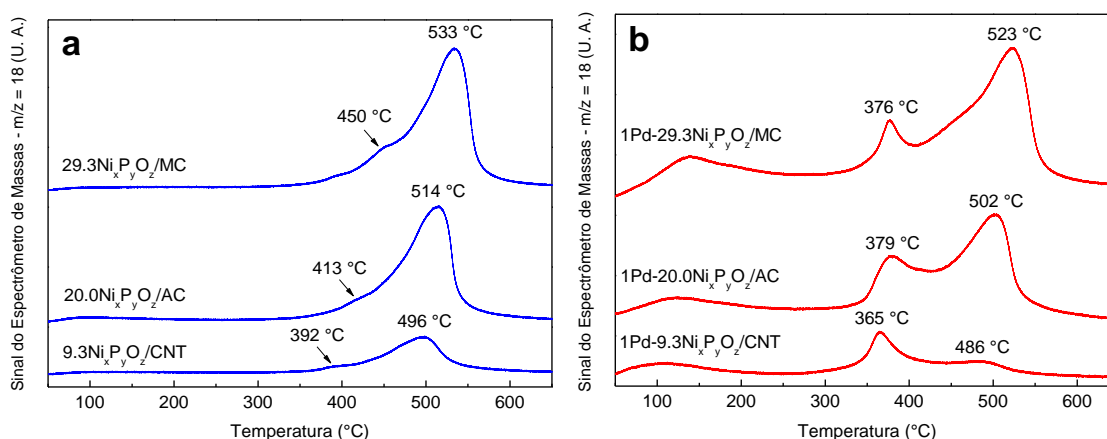 a
Sinal do Espectrômetro de Massas - m/z = 18 (U. A.)
533 °C
450 °C
29.3NixPyOz/MC
514 °C
413 °C
20.0NixPyOz/AC
496 °C
392 °C
9.3NixPyOz/CNT
100 200 300 400 500 600
Temperatura (°C)
b
Sinal do Espectrômetro de Massas - m/z = 18 (U. A.)
523 °C
376 °C
1Pd-29.3NixPyOz/MC
502 °C
379 °C
1Pd-20.0NixPyOz/AC
365 °C
486 °C
1Pd-9.3NixPyOz/CNT
100 200 300 400 500 600
Temperatura (°C)